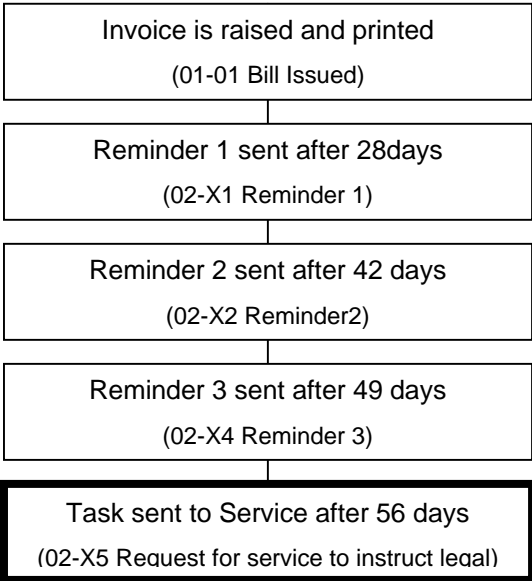 Invoice is raised and printed
(01-01 Bill Issued)
Reminder 1 sent after 28days
(02-X1 Reminder 1)
Reminder 2 sent after 42 days
(02-X2 Reminder2)
Reminder 3 sent after 49 days
(02-X4 Reminder 3)
Task sent to Service after 56 days
(02-X5 Request for service to instruct legal)